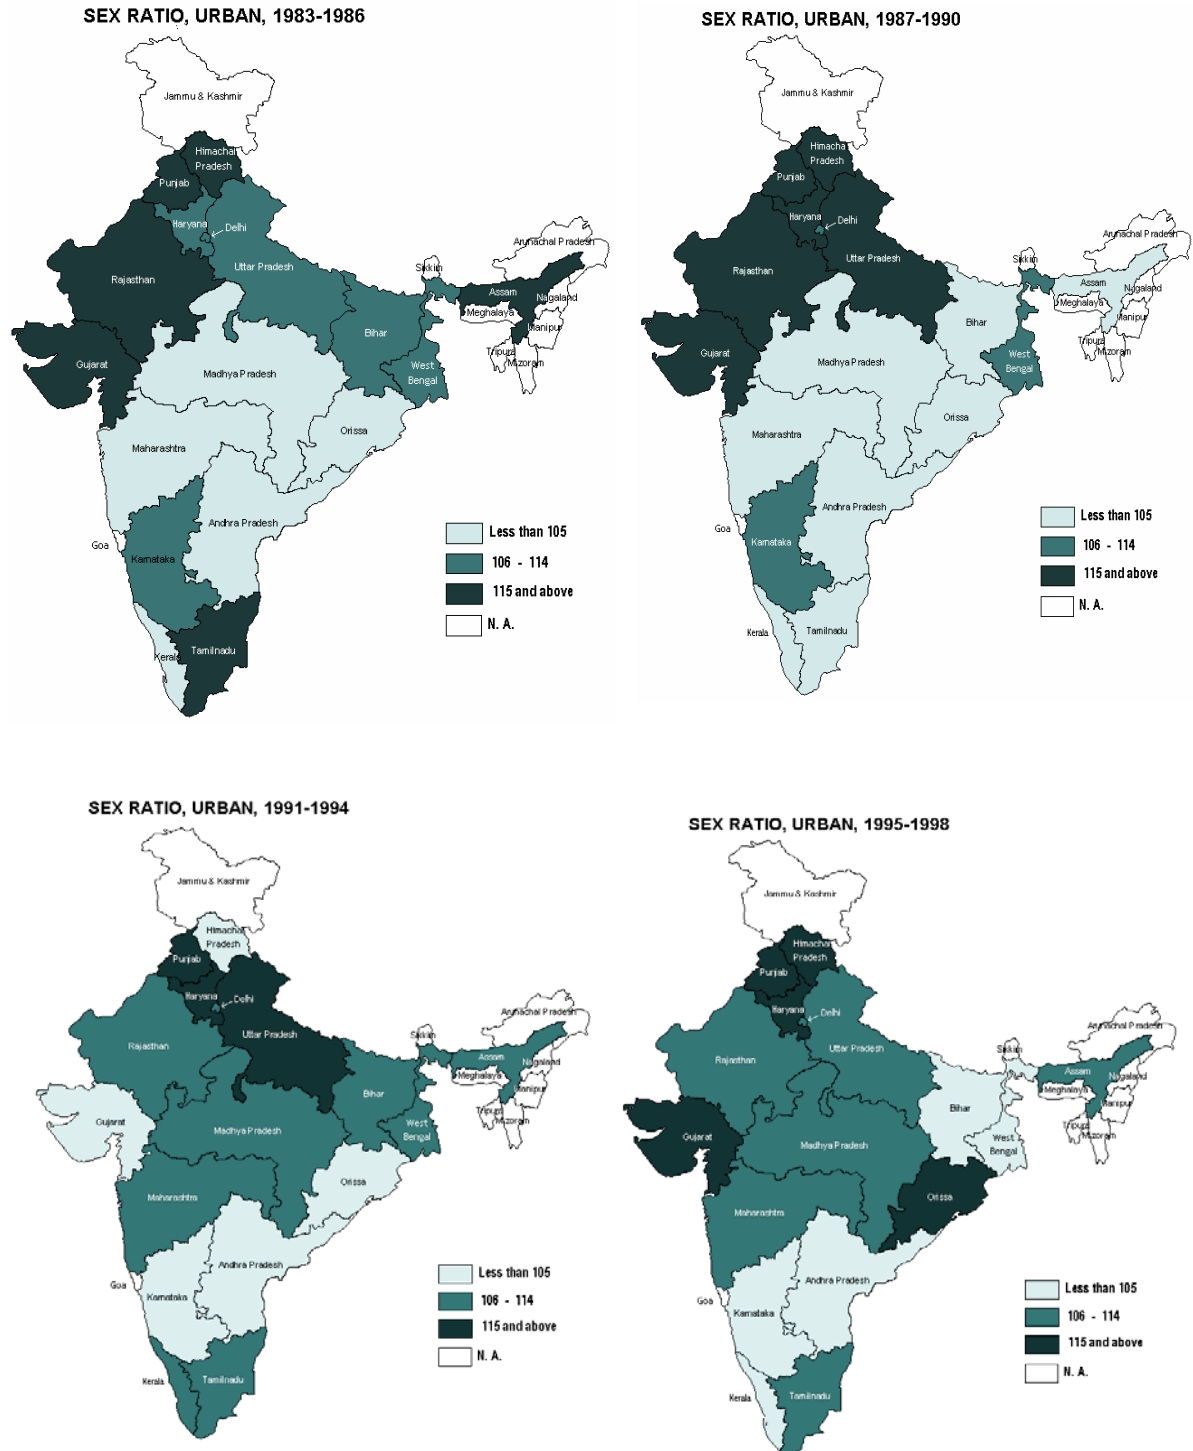 SEX RATIO, URBAN, 1983-1986
Jammu & Kashmir
Himachal
Pradesh
Punjab
Haryana
Delhi
Rajasthan
Uttar Pradesh
Sikkim
Arunachal Pradesh
Assam
Nagaland
Meghalaya
Manipur
Tripura
Mizoram
Bihar
West
Bengal
Gujarat
Madhya Pradesh
Orissa
Maharashtra
Andhra Pradesh
Goa
Karnataka
Kerala
Tamilnadu
Less than 105
106 - 114
115 and above
N. A.
SEX RATIO, URBAN, 1987-1990
Jammu & Kashmir
Himacha
Pradesh
Punjab
Haryana
Delhi
Rajasthan
Uttar Pradesh
Sikkim
Arunachal Pradesh
Assam
Nagaland
Meghalaya
Manipur
Tripura
Mizoram
Bihar
West
Bengal
Gujarat
Madhya Pradesh
Orissa
Maharashtra
Andhra Pradesh
Goa
Karnataka
Kerala
Tamilnadu
Less than 105
106 - 114
115 and above
N. A.
SEX RATIO, URBAN, 1991-1994
Jammu & Kashmir
Himachal
Pradesh
Punjab
Haryana
Delhi
Rajasthan
Uttar Pradesh
Sikkim
Arunachal Pradesh
Assam
Nagaland
Meghalaya
Manipur
Tripura
Mizoram
Bihar
West
Bengal
Gujarat
Madhya Pradesh
Orissa
Maharashtra
Andhra Pradesh
Goa
Karnataka
Kerala
Tamilnadu
Less than 105
106 - 114
115 and above
N. A.
SEX RATIO, URBAN, 1995-1998
Jammu & Kashmir
Himachal
Pradesh
Punjab
Haryana
Delhi
Rajasthan
Uttar Pradesh
Sikkim
Arunachal Pradesh
Assam
Nagaland
Meghalaya
Manipur
Tripura
Mizoram
Bihar
West
Bengal
Gujarat
Madhya Pradesh
Orissa
Maharashtra
Andhra Pradesh
Goa
Karnataka
Kerala
Tamilnadu
Less than 105
106 - 114
115 and above
N. A.